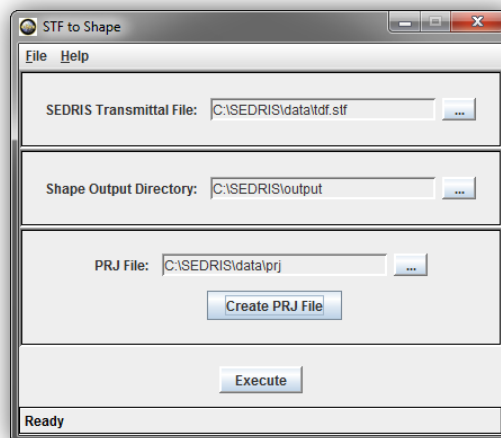 STF to Shape
File Help
SEDRIS Transmittal File: C:\SEDRIS\data\tdf.stf ...
Shape Output Directory: C:\SEDRIS\output ...
PRJ File: C:\SEDRIS\data\prj ...
Create PRJ File
Execute
Ready